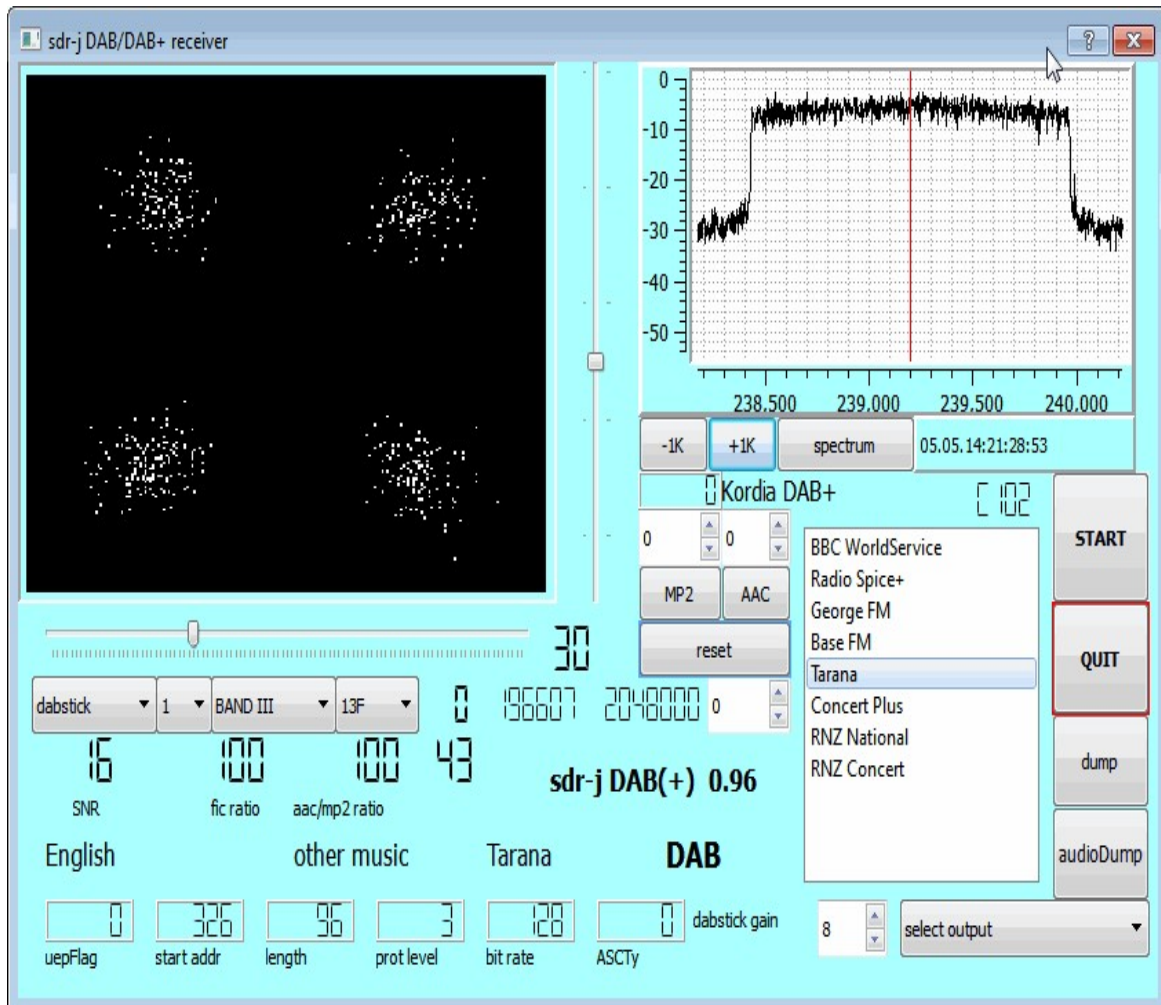 sdr-j DAB/DAB+ receiver
0
-10
-20
-30
-40
-50
238.500 239.000 239.500 240.000
-1K +1K spectrum 05.05.14:21:28:53
0 Kordia DAB+ C102
0 0
MP2 AAC
reset
BBC WorldService
Radio Spice+
George FM
Base FM
Tarana
Concert Plus
RNZ National
RNZ Concert
START
QUIT
dump
audioDump
30
dabstick 1 BAND III 13F 0 196607 2048000 0
16 100 100 43
SNR fic ratio aac/mp2 ratio
sdr-j DAB(+) 0.96
English other music Tarana DAB
0 326 96 3 128 0 dabstick gain 8 select output
uepFlag start addr length prot level bit rate ASCTy